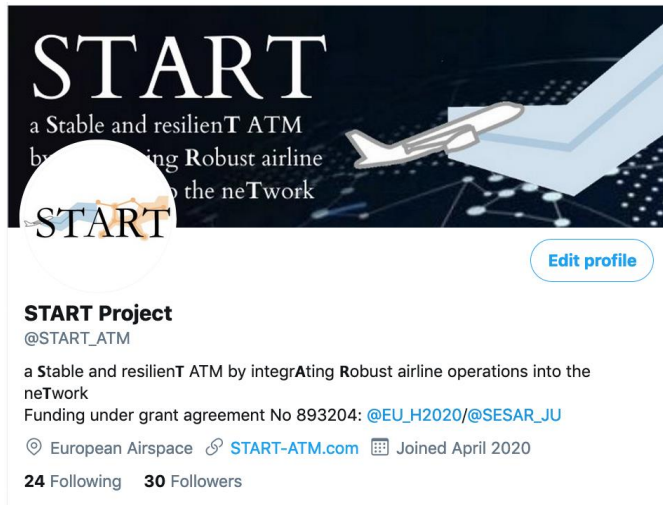 START
a Stable and resilienT ATM
ing Robust airline
to the neTwork
START
Edit profile
START Project
@START_ATM
a Stable and resilienT ATM by integrAting Robust airline operations into the
neTwork
Funding under grant agreement No 893204: @EU_H2020/@SESAR_JU
European Airspace START-ATM.com Joined April 2020
24 Following 30 Followers